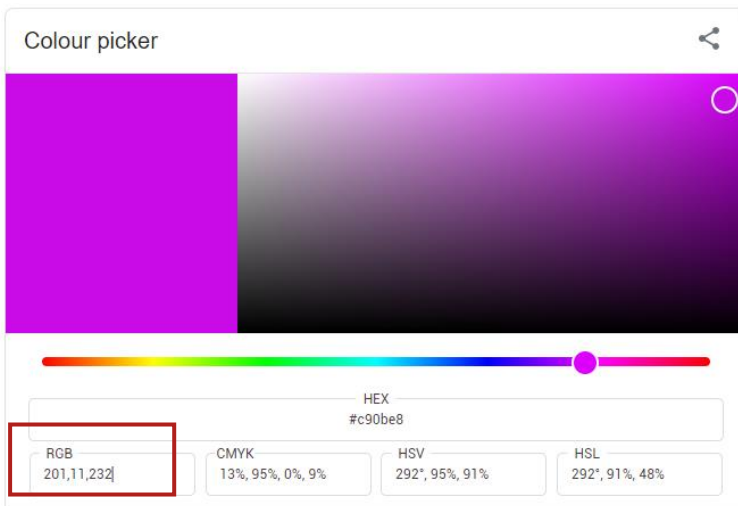 Colour picker
HEX
#c90be8
RGB
201,11,232
CMYK
13%, 95%, 0%, 9%
HSV
292°, 95%, 91%
HSL
292°, 91%, 48%